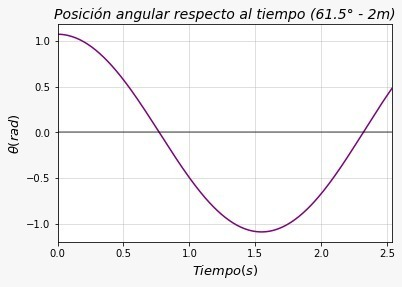 Posición angular respecto al tiempo (61.5° - 2m)
1.0
0.5
0.0
−0.5
−1.0
θ(rad)
0.0 0.5 1.0 1.5 2.0 2.5
Tiempo(s)